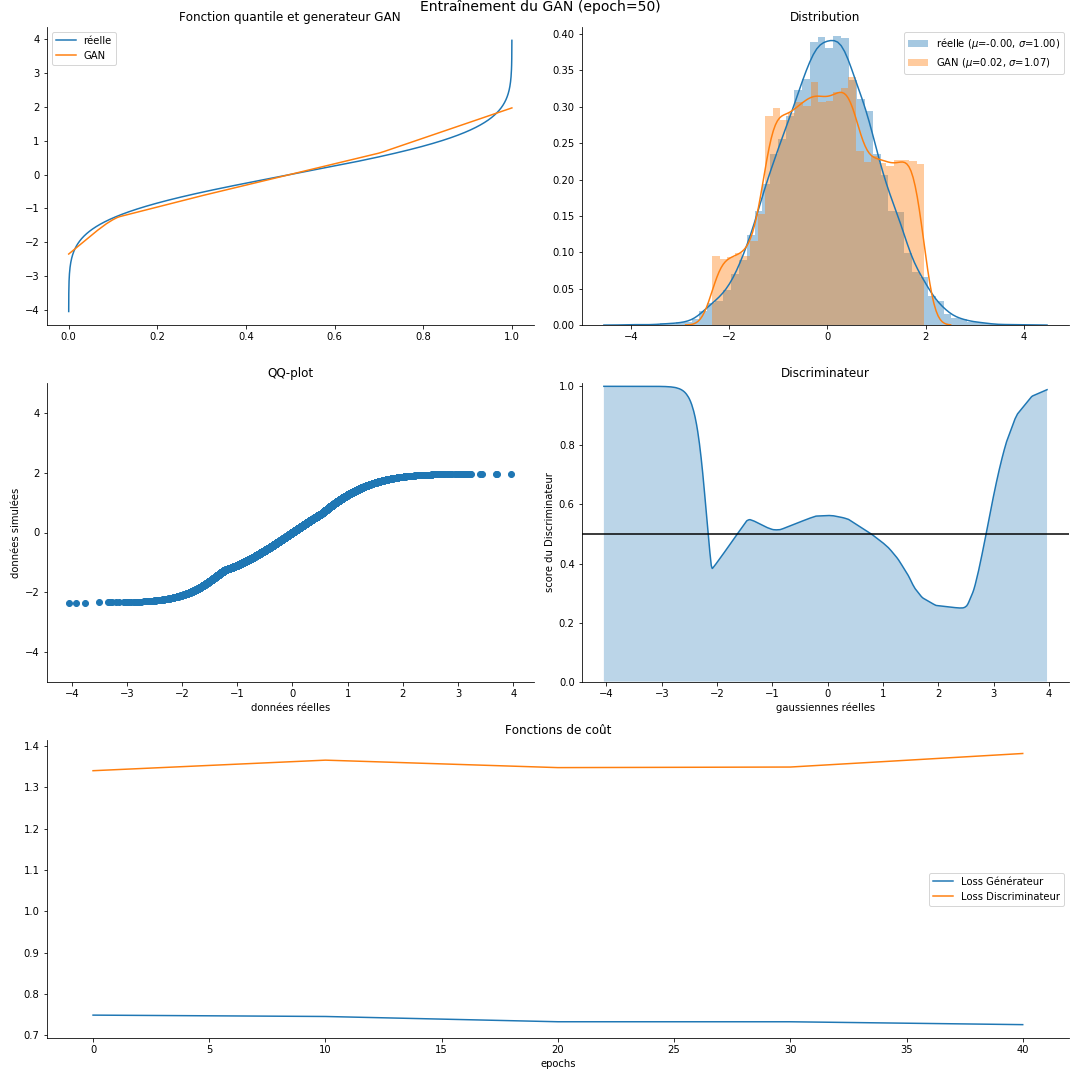 Entraînement du GAN (epoch=50)
Fonction quantile et generateur GAN
réelle
GAN
4
3
2
1
0
−1
−2
−3
−4
0.0 0.2 0.4 0.6 0.8 1.0
Distribution
réelle (μ=-0.00, σ=1.00)
GAN (μ=0.02, σ=1.07)
0.40
0.35
0.30
0.25
0.20
0.15
0.10
0.05
0.00
−4 −2 0 2 4
QQ-plot
données simulées
4
2
0
−2
−4
−4 −3 −2 −1 0 1 2 3 4
données réelles
Discriminateur
score du Discriminateur
1.0
0.8
0.6
0.4
0.2
0.0
−4 −3 −2 −1 0 1 2 3 4
gaussiennes réelles
Fonctions de coût
1.4
1.3
1.2
1.1
1.0
0.9
0.8
0.7
Loss Générateur
Loss Discriminateur
0 5 10 15 20 25 30 35 40
epochs